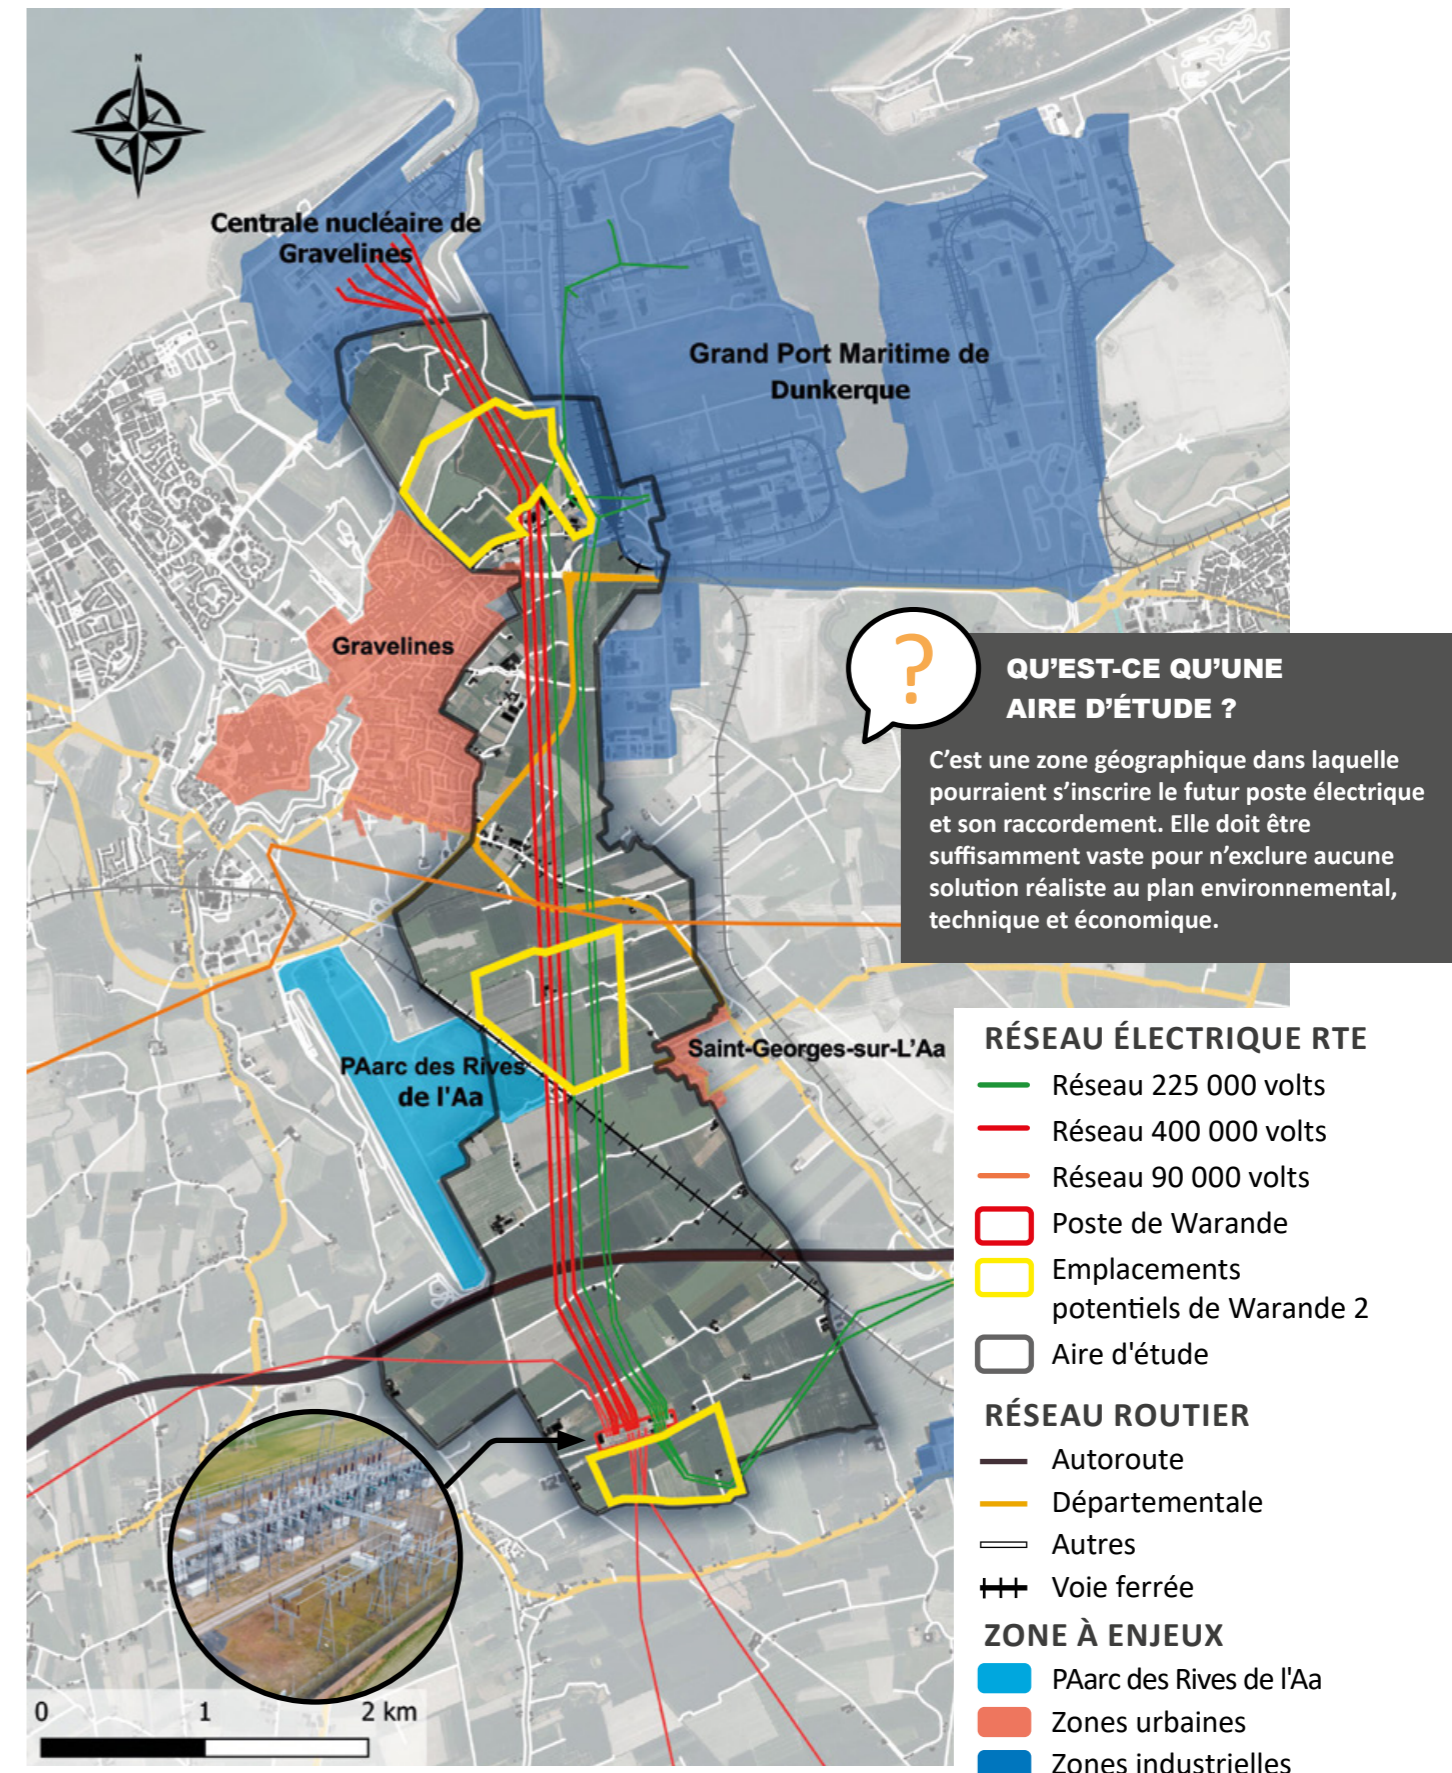 N
Centrale nucléaire de
Gravelines
Grand Port Maritime de
Dunkerque
Gravelines
?
QU'EST-CE QU'UNE
AIRE D'ÉTUDE ?
C'est une zone géographique dans laquelle
pourraient s'inscrire le futur poste électrique
et son raccordement. Elle doit être
suffisamment vaste pour n'exclure aucune
solution réaliste au plan environnemental,
technique et économique.
Saint-Georges-sur-L'Aa
PAarc des Rives
de l'Aa
RÉSEAU ÉLECTRIQUE RTE
Réseau 225 000 volts
Réseau 400 000 volts
Réseau 90 000 volts
Poste de Warande
Emplacements
potentiels de Warande 2
Aire d'étude
RÉSEAU ROUTIER
Autoroute
Départementale
Autres
Voie ferrée
ZONE À ENJEUX
PAarc des Rives de l'Aa
Zones urbaines
Zones industrielles
0 1 2 km